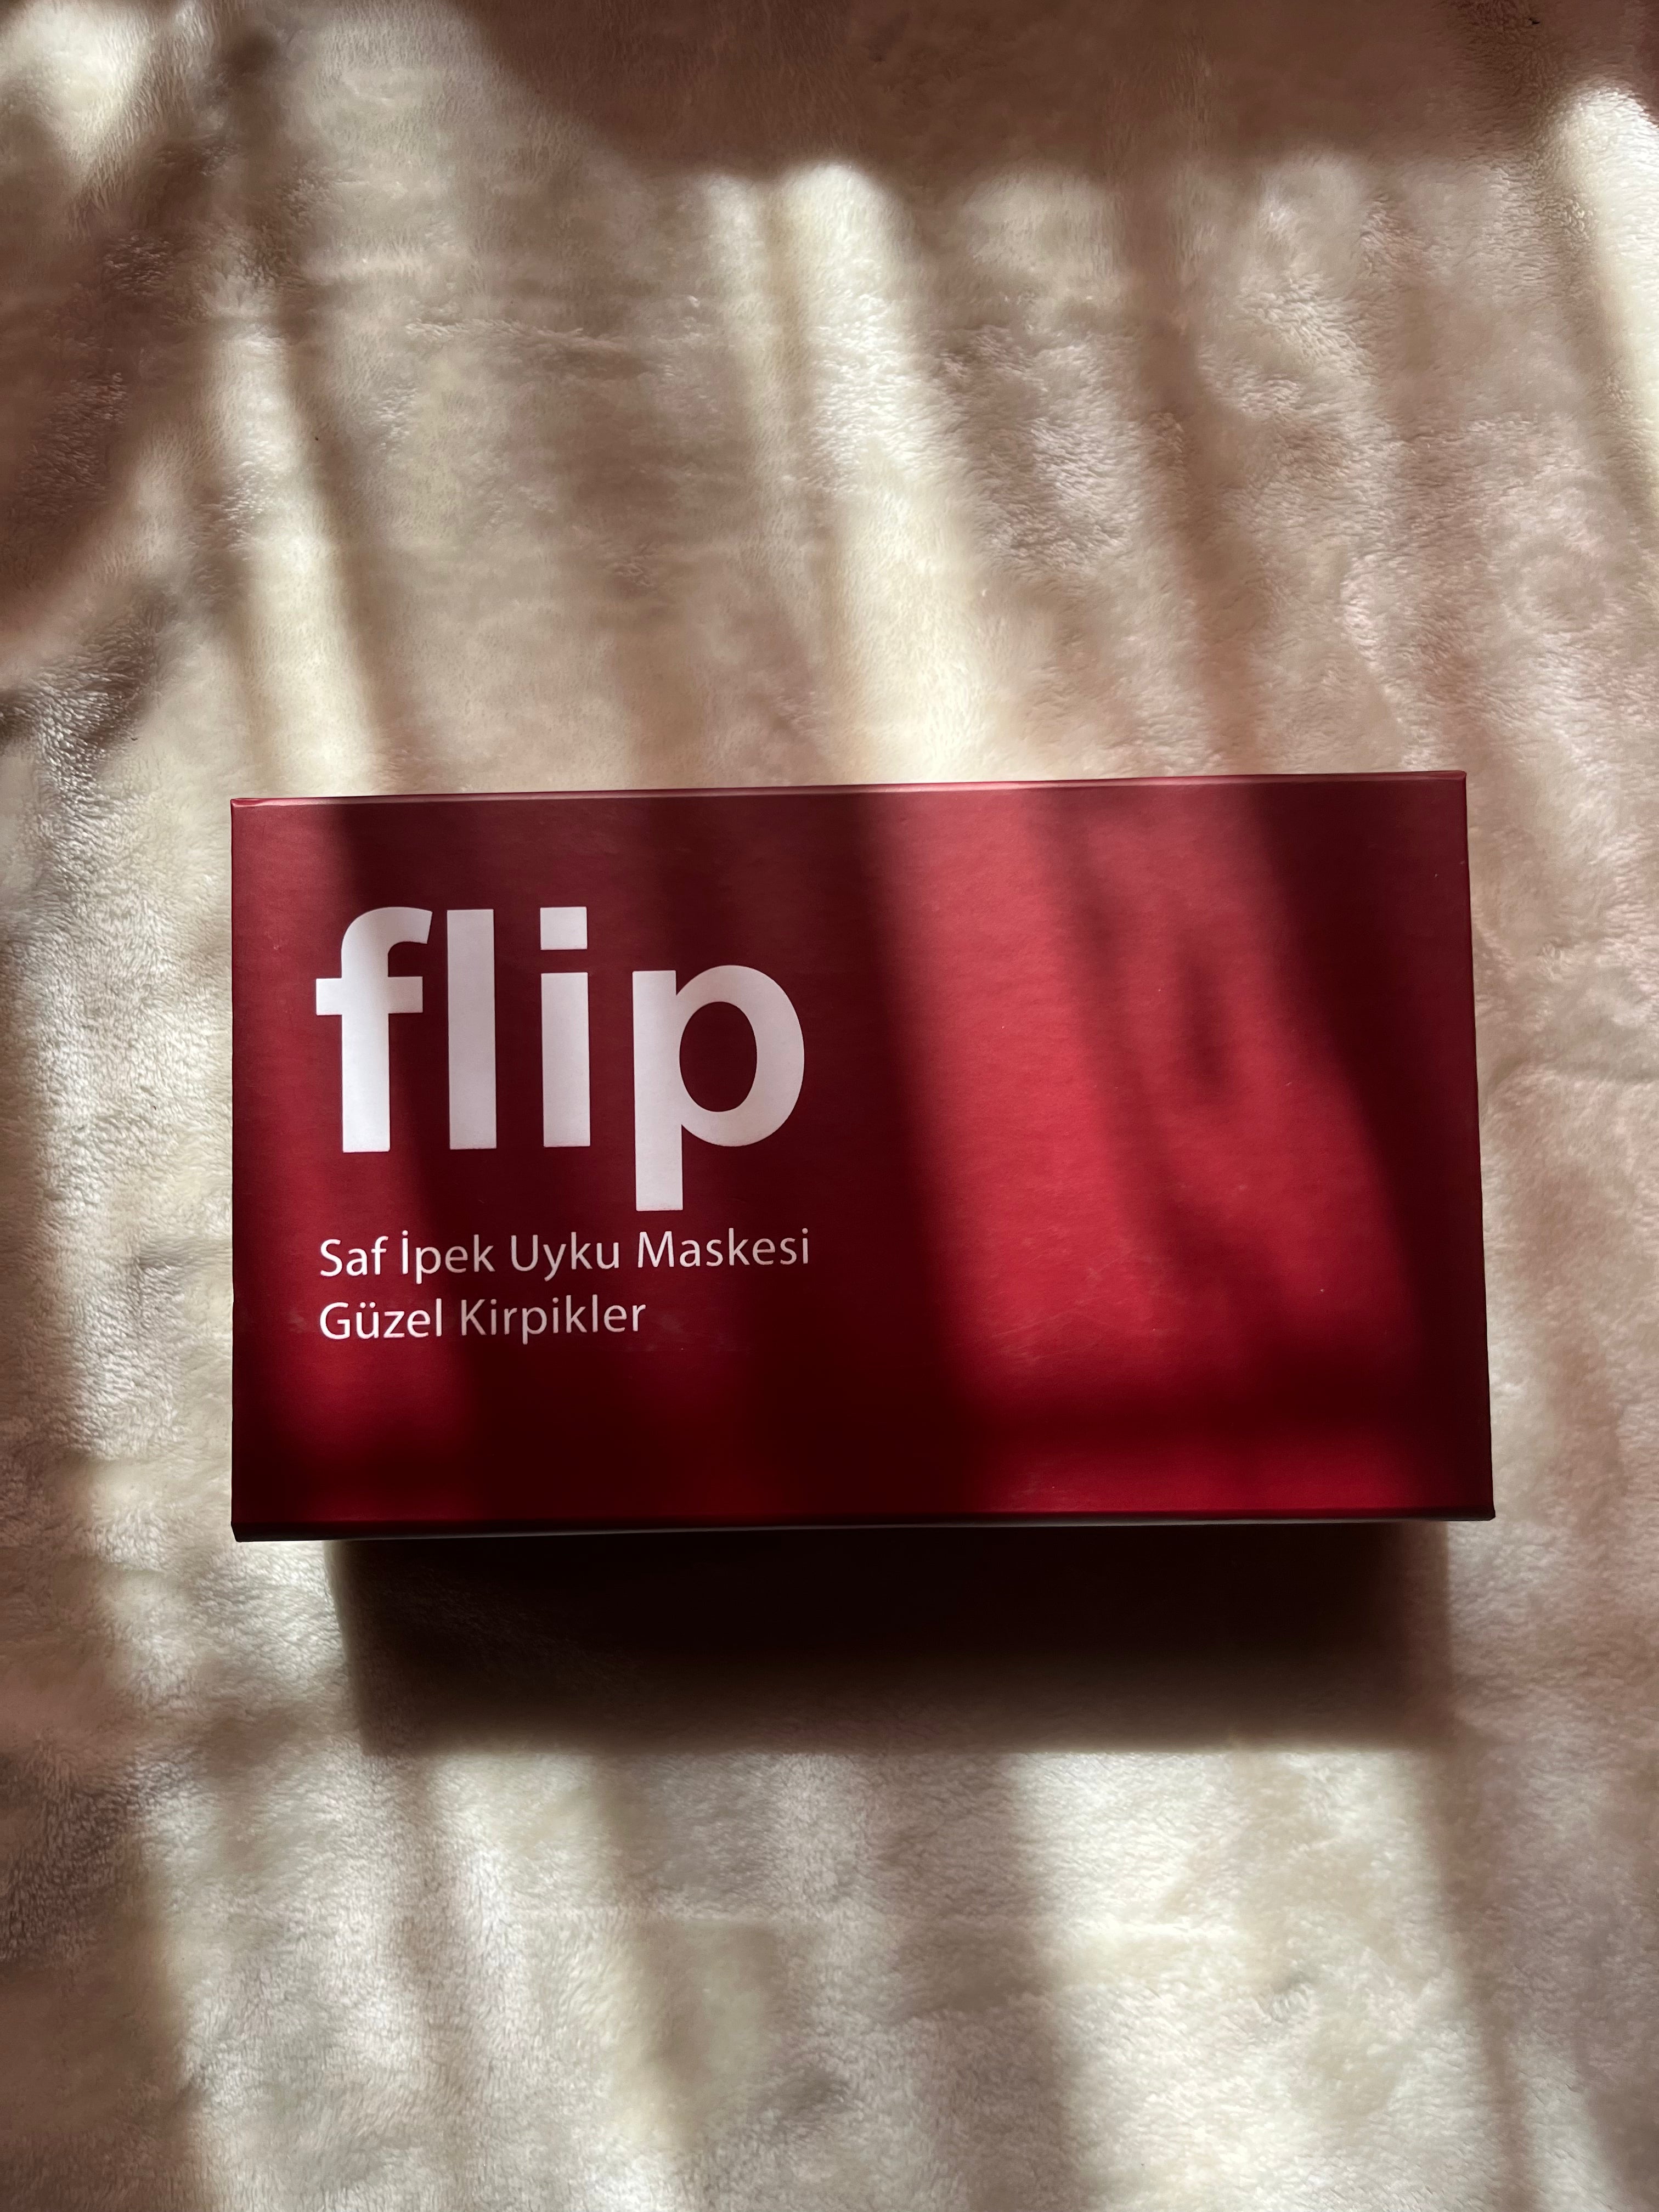 flip
Saf İpek Uyku Maskesi
Güzel Kirpikler